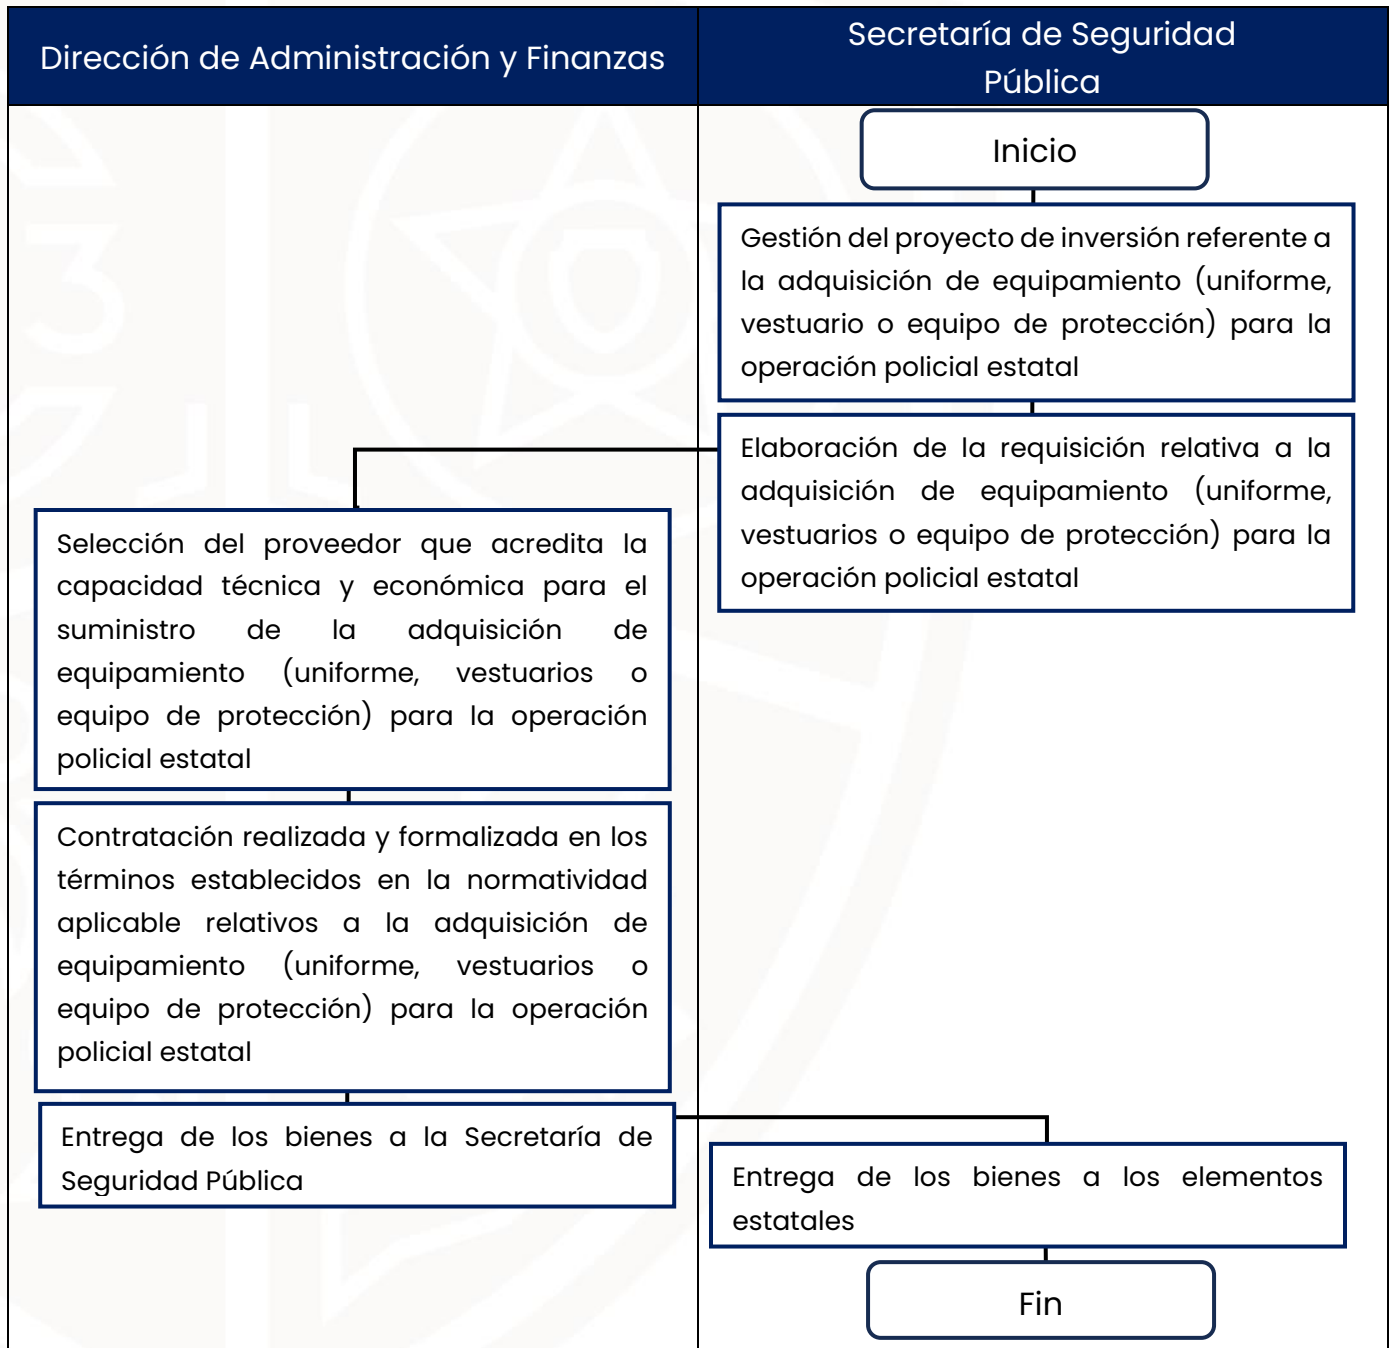 Dirección de Administración y Finanzas
Secretaría de Seguridad
Pública
Inicio
Gestión del proyecto de inversión referente a
la adquisición de equipamiento (uniforme,
vestuario o equipo de protección) para la
operación policial estatal
Elaboración de la requisición relativa a la
adquisición de equipamiento (uniforme,
vestuarios o equipo de protección) para la
operación policial estatal
Selección del proveedor que acredita la
capacidad técnica y económica para el
suministro de la adquisición de
equipamiento (uniforme, vestuarios o
equipo de protección) para la operación
policial estatal
Contratación realizada y formalizada en los
términos establecidos en la normatividad
aplicable relativos a la adquisición de
equipamiento (uniforme, vestuarios o
equipo de protección) para la operación
policial estatal
Entrega de los bienes a la Secretaría de
Seguridad Pública
Entrega de los bienes a los elementos
estatales
Fin